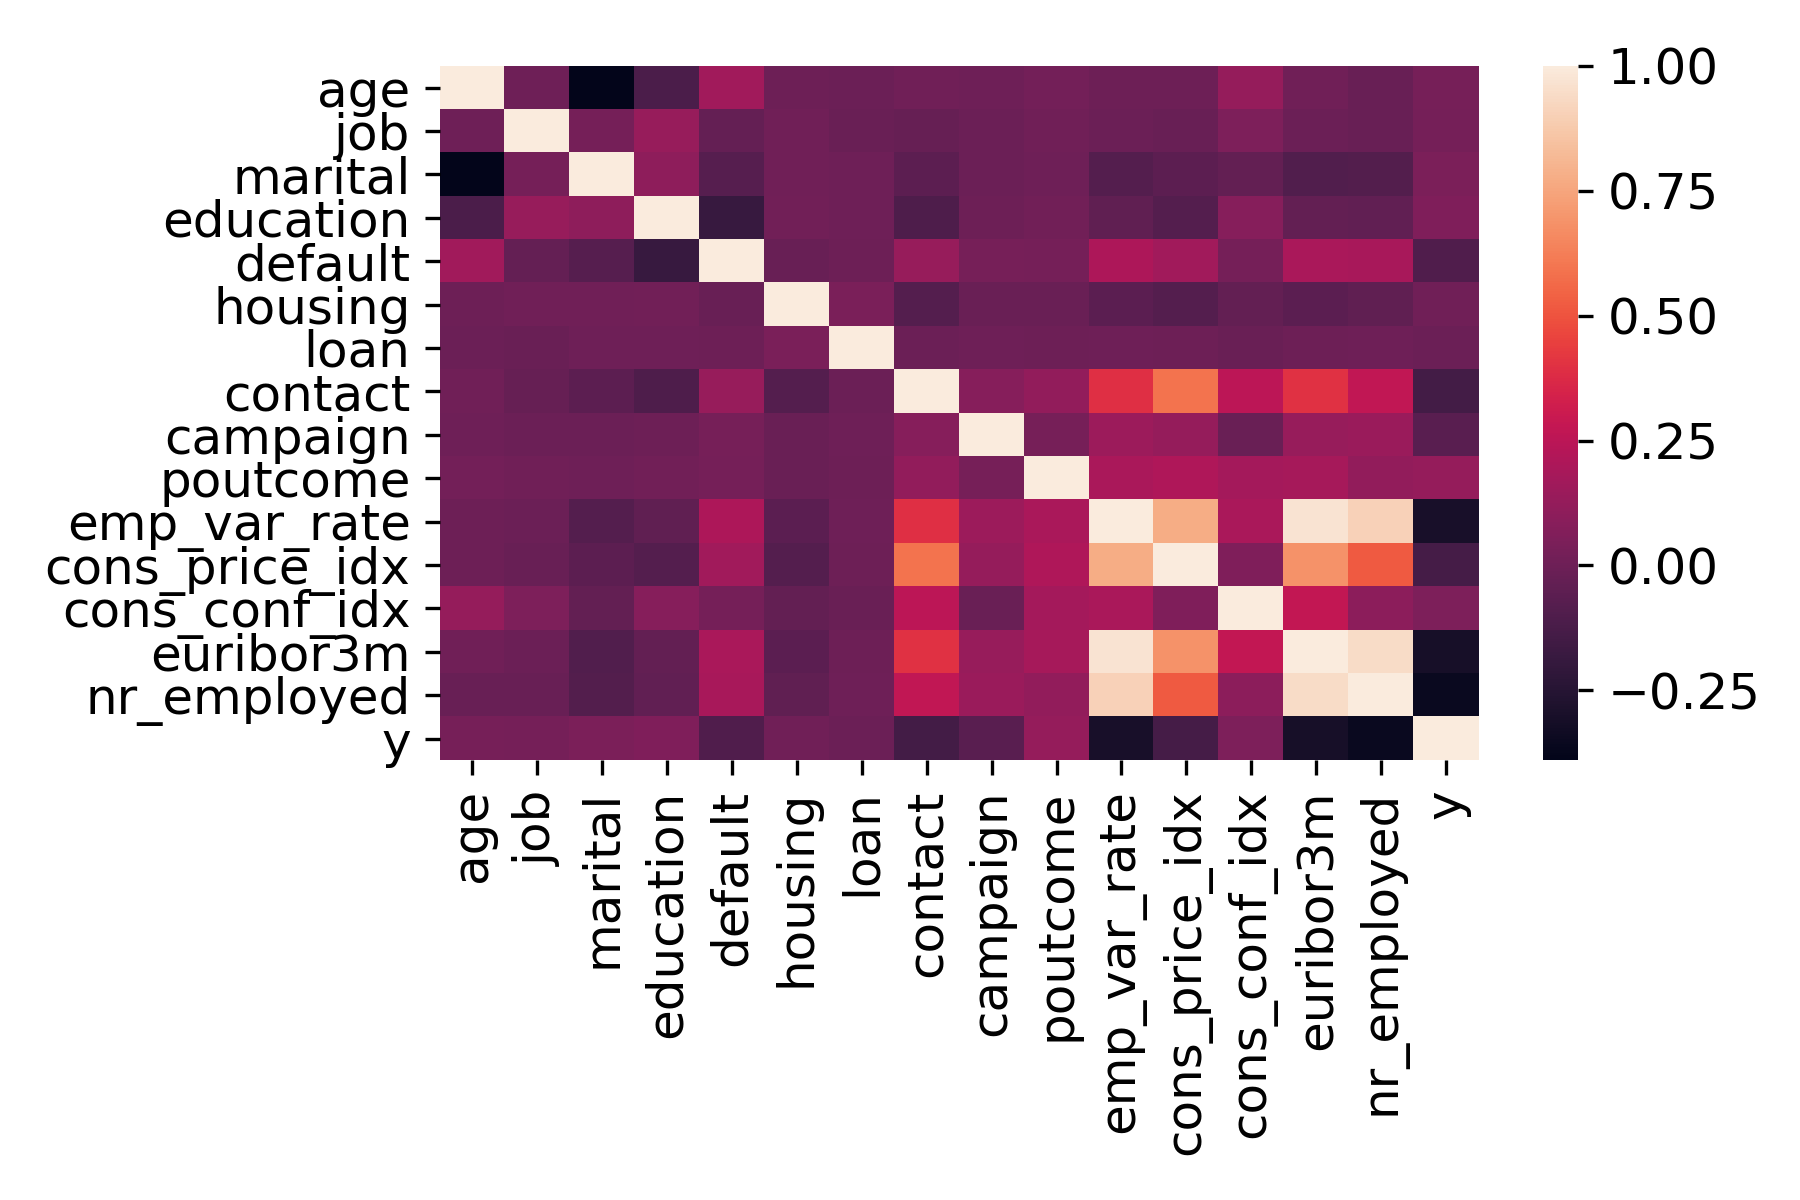 age
job
marital
education
default
housing
loan
contact
campaign
poutcome
emp_var_rate
cons_price_idx
cons_conf_idx
euribor3m
nr_employed
y
age
job
marital
education
default
housing
loan
contact
campaign
poutcome
emp_var_rate
cons_price_idx
cons_conf_idx
euribor3m
nr_employed
y
1.00
0.75
0.50
0.25
0.00
−0.25